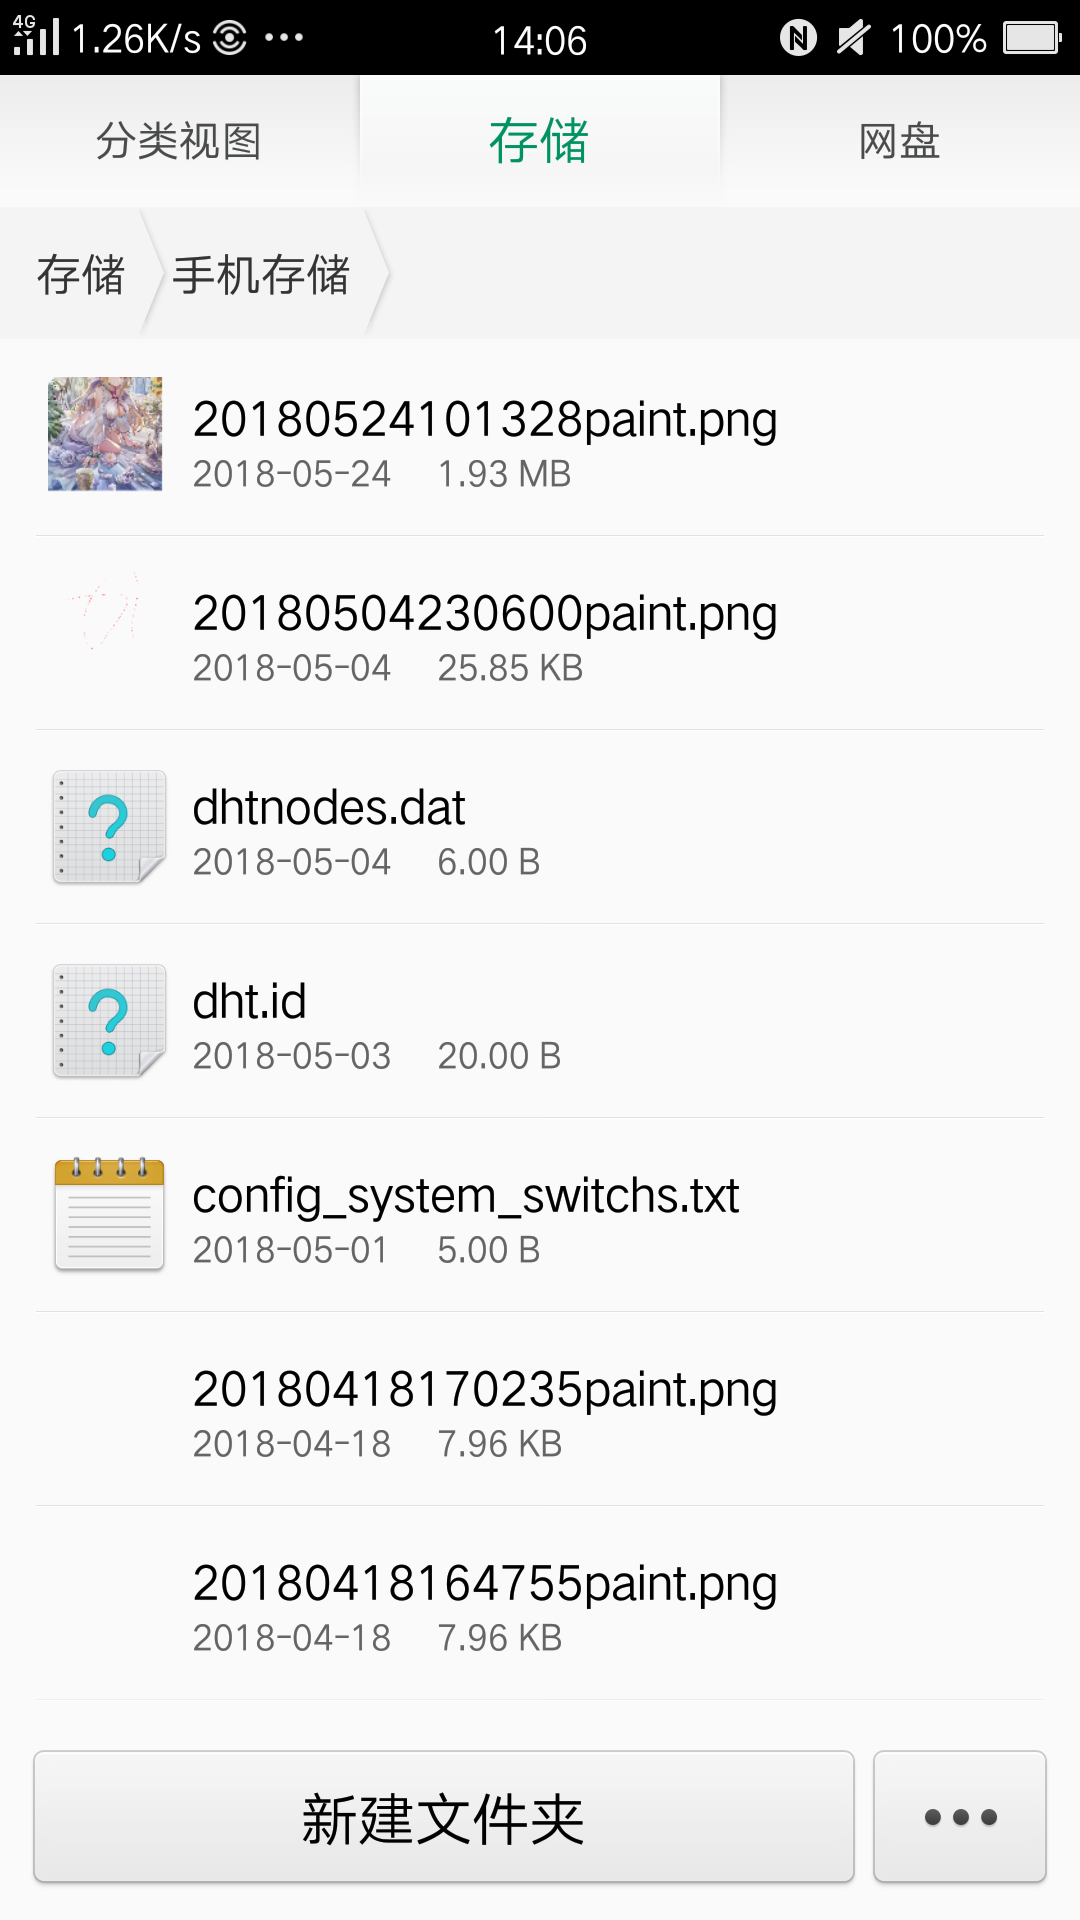 4G 1.26K/s 14:06 100%
分类视图 存储 网盘
存储 手机存储
20180524101328paint.png
2018-05-24 1.93 MB
20180504230600paint.png
2018-05-04 25.85 KB
dhtnodes.dat
2018-05-04 6.00 B
dht.id
2018-05-03 20.00 B
config_system_switchs.txt
2018-05-01 5.00 B
20180418170235paint.png
2018-04-18 7.96 KB
20180418164755paint.png
2018-04-18 7.96 KB
新建文件夹